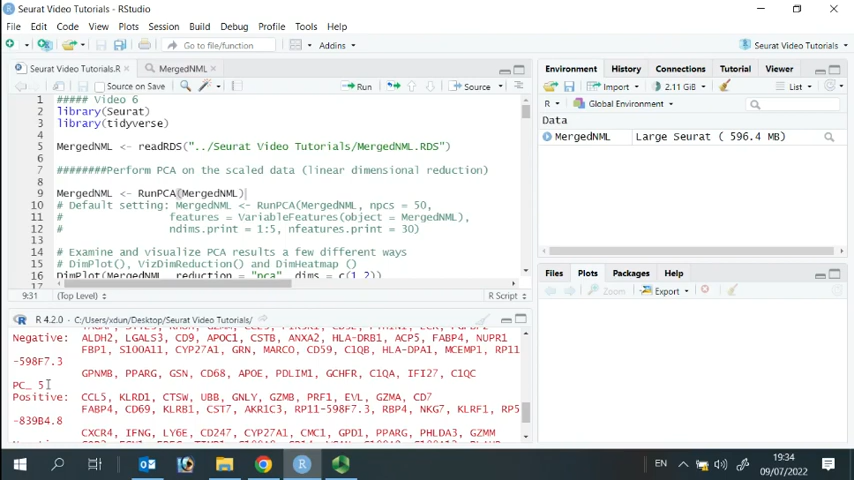 Seurat Video Tutorials - RStudio
File Edit Code View Plots Session Build Debug Profile Tools Help
Go to file/function
Addins
Seurat Video Tutorials
Seurat Video Tutorials.R
MergedNML
Source on Save
Run
Source
1 ##### Video 6
2 library(Seurat)
3 library(tidyverse)
4
5 MergedNML <- readRDS("../Seurat Video Tutorials/MergedNML.RDS")
6
7 ########Perform PCA on the scaled data (linear dimensional reduction)
8
9 MergedNML <- RunPCA(MergedNML)
10 # Default setting: MergedNML <- RunPCA(MergedNML, npcs = 50,
11 # features = VariableFeatures(object = MergedNML),
12 # ndims.print = 1:5, nfeatures.print = 30)
13
14 # Examine and visualize PCA results a few different ways
15 # DimPlot(), VizDimReduction() and DimHeatmap ()
16 DimPlot(MergedNML, reduction = "pca", dims = c(1,2))
17
9:31 (Top Level) R Script
R 4.2.0 C:/Users/xdun/Desktop/Seurat Video Tutorials/
Negative: ALDH2, LGALS3, CD9, APOC1, CSTB, ANXA2, HLA-DRB1, ACP5, FABP4, NUPR1
FBP1, S100A11, CYP27A1, GRN, MARCO, CD59, C1QB, HLA-DPA1, MCEMP1, RP11
-598F7.3
GPNMB, PPARG, GSN, CD68, APOE, PDLIM1, GCHFR, C1QA, IFI27, C1QC
PC_ 5
Positive: CCL5, KLRD1, CTSW, UBB, GNLY, GZMB, PRF1, EVL, GZMA, CD7
FABP4, CD69, KLRB1, CST7, AKR1C3, RP11-598F7.3, RBP4, NKG7, KLRF1, RP5
-839B4.8
CXCR4, IFNG, LY6E, CD247, CYP27A1, CMC1, GPD1, PPARG, PHLDA3, GZMM
Environment History Connections Tutorial Viewer
Import 2.11 GiB List
R Global Environment
Data
MergedNML Large Seurat ( 596.4 MB)
Files Plots Packages Help
Zoom Export
EN 19:34
09/07/2022